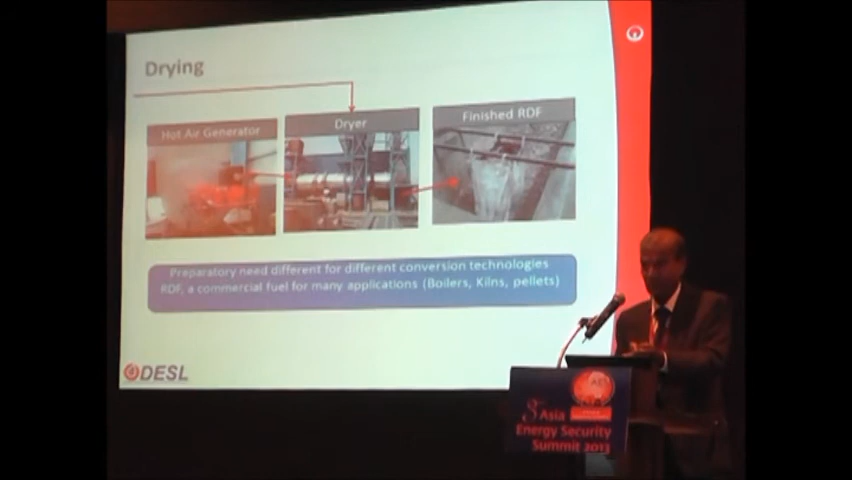 Drying
Hot Air Generator
Dryer
Finished RDF
Preparatory need different for different conversion technologies
RDF, a commercial fuel for many applications (Boilers, Kilns, pellets)
DESL
Asia
Energy Security
Summit 2013